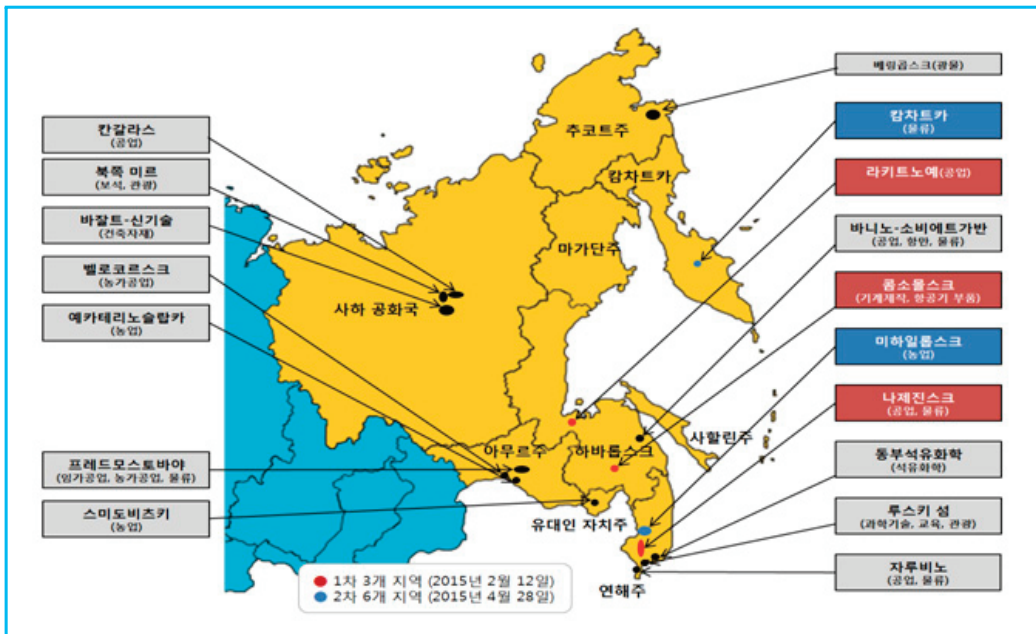 베링곱스크(광물)
캄차트카
(물류)
라키트노예(공업)
바니노-소비에트가반
(공업, 항만, 물류)
콤소몰스크
(기계제작, 항공기 부품)
미하일롭스크
(농업)
나제진스크
(공업, 물류)
동부석유화학
(석유화학)
루스키 섬
(과학기술, 교육, 관광)
자루비노
(공업, 물류)
칸갈라스
(공업)
북쪽 미르
(보석, 관광)
바잘트-신기술
(건축자재)
벨로코르스크
(농가공업)
예카테리노슬랍카
(농업)
프레드모스토바야
(임가공업, 농가공업, 물류)
스미도비츠키
(농업)
추코트주
캄차트카
마가단주
사하 공화국
아무르주
하바롭스크
사할린주
유대인 자치주
연해주
1차 3개 지역 (2015년 2월 12일)
2차 6개 지역 (2015년 4월 28일)